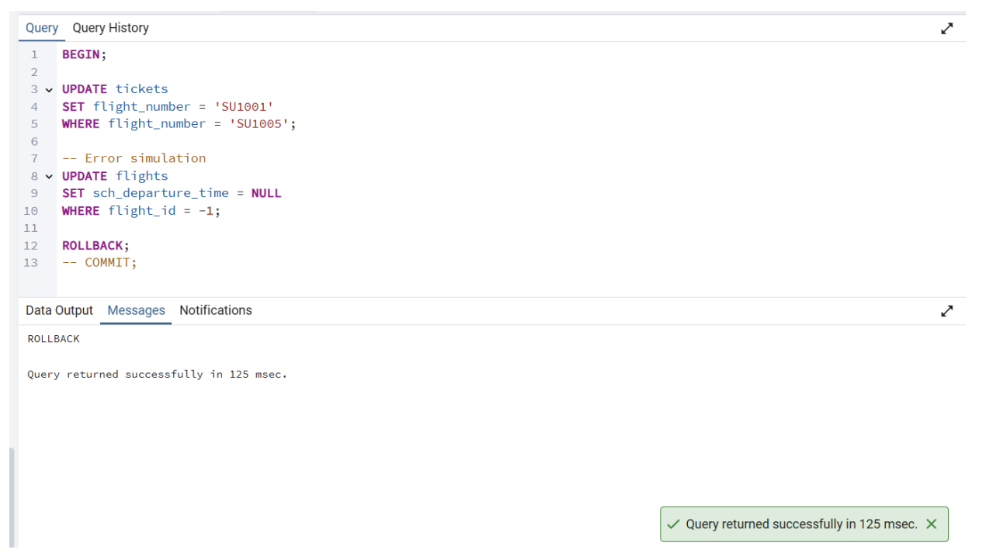 Query Query History
1 BEGIN;
2
3 UPDATE tickets
4 SET flight_number = 'SU1001'
5 WHERE flight_number = 'SU1005';
6
7 -- Error simulation
8 UPDATE flights
9 SET sch_departure_time = NULL
10 WHERE flight_id = -1;
11
12 ROLLBACK;
13 -- COMMIT;
Data Output Messages Notifications
ROLLBACK
Query returned successfully in 125 msec.
Query returned successfully in 125 msec.